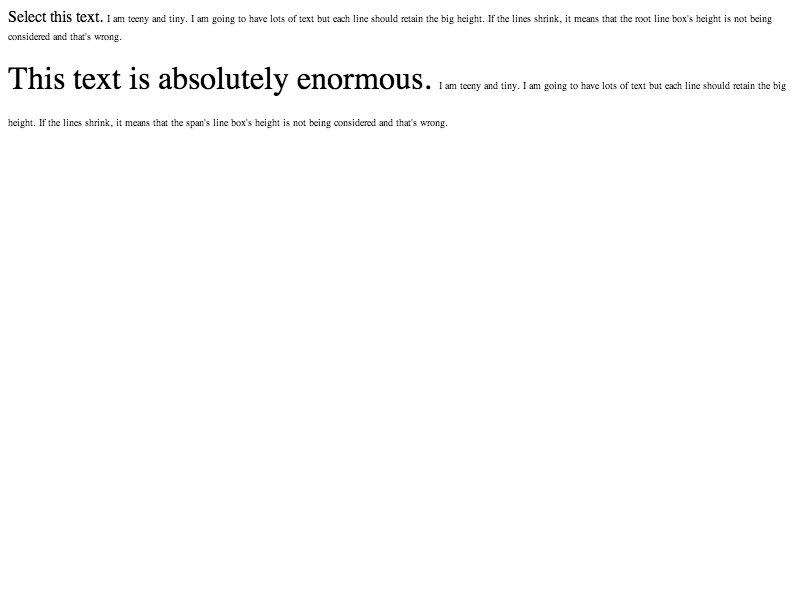 Select this text. I am teeny and tiny. I am going to have lots of text but each line should retain the big height. If the lines shrink, it means that the root line box's height is not being
considered and that's wrong.
This text is absolutely enormous. I am teeny and tiny. I am going to have lots of text but each line should retain the big
height. If the lines shrink, it means that the span's line box's height is not being considered and that's wrong.